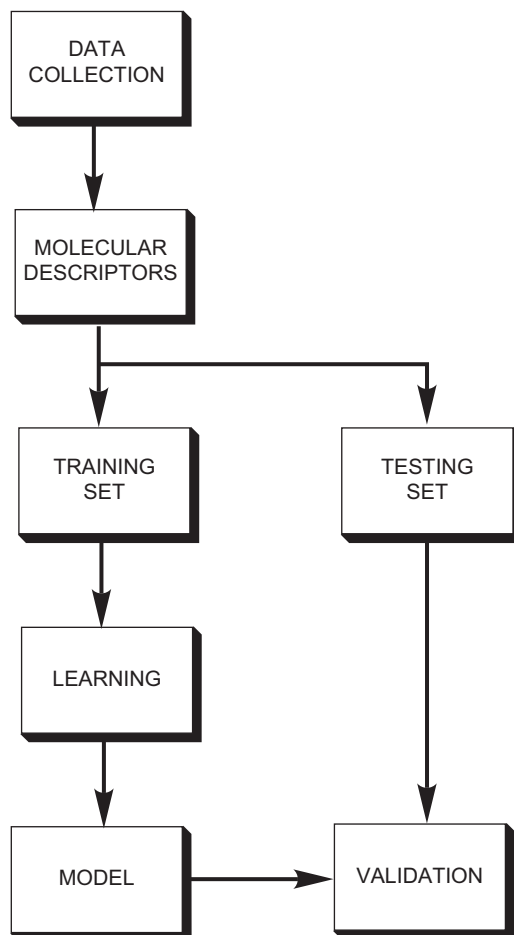 DATA
COLLECTION
MOLECULAR
DESCRIPTORS
TRAINING
SET
TESTING
SET
LEARNING
MODEL
VALIDATION